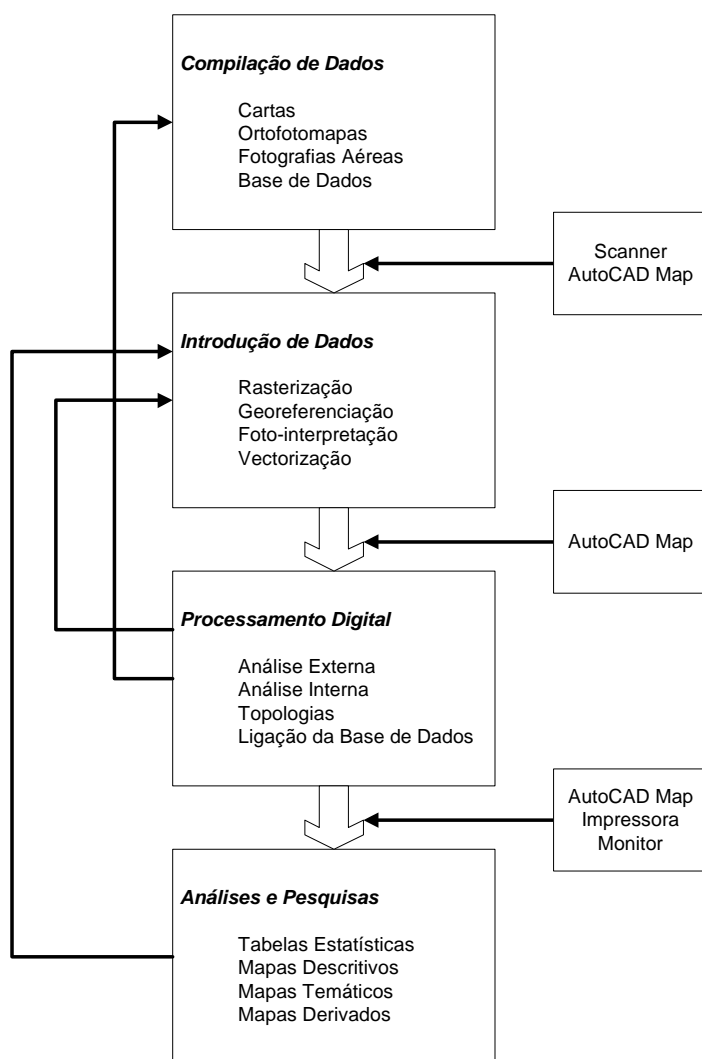 Compilação de Dados
Cartas
Ortofotomapas
Fotografias Aéreas
Base de Dados
Scanner
AutoCAD Map
Introdução de Dados
Rasterização
Georeferenciação
Foto-interpretação
Vectorização
AutoCAD Map
Processamento Digital
Análise Externa
Análise Interna
Topologias
Ligação da Base de Dados
AutoCAD Map
Impressora
Monitor
Análises e Pesquisas
Tabelas Estatísticas
Mapas Descritivos
Mapas Temáticos
Mapas Derivados